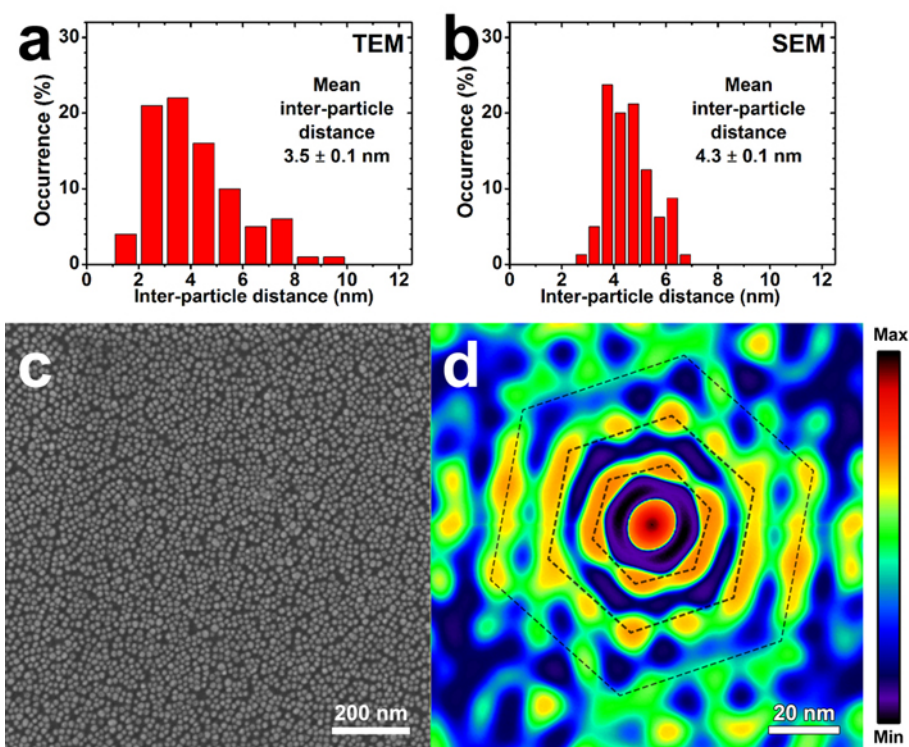 a
TEM
Mean
inter-particle
distance
3.5 ± 0.1 nm
Occurrence (%)
30
20
10
0
0 2 4 6 8 10 12
Inter-particle distance (nm)
b
SEM
Mean
inter-particle
distance
4.3 ± 0.1 nm
Occurrence (%)
30
20
10
0
0 2 4 6 8 10 12
Inter-particle distance (nm)
c
200 nm
d
20 nm
Max
Min